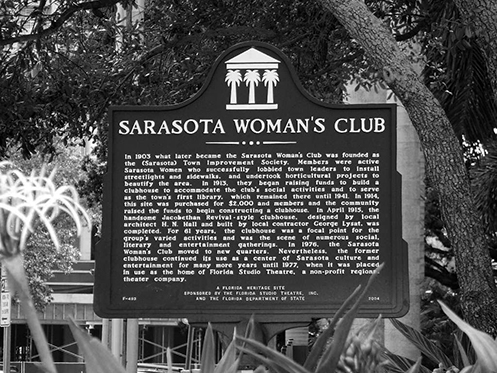 SARASOTA WOMAN'S CLUB
In 1903 what later became the Sarasota Woman's Club was founded as
the (Sarasota) Town Improvement Society. Members were active
Sarasota Women who successfully lobbied town leaders to install
streetlights and sidewalks, and undertook horticultural projects to
beautify the area. In 1913, they began raising funds to build a
clubhouse to accommodate the club's social activities and to serve
as the town's first library, which remained there until 1941. In 1914,
this site was purchased for $2,000 and members and the community
raised the funds to begin constructing a clubhouse. In April 1915, the
handsome Jacobethan Revival-style clubhouse, designed by local
architect H. N. Hall and built by local contractor George Lysat, was
completed. For 61 years, the clubhouse was a focal point for the
group's varied projects and was the scene of numerous social,
literary and entertainment gatherings. In 1976, the Sarasota
Woman's Club moved to new quarters. Nevertheless, the former
clubhouse continued its use as a center of Sarasota culture and
entertainment for many more years until 1977, when it was placed
in use as the home of Florida Studio Theatre, a non-profit regional
theater company.
A FLORIDA HERITAGE SITE
F-495 SPONSORED BY THE FLORIDA STUDIO THEATRE, INC. 2004
AND THE FLORIDA DEPARTMENT OF STATE